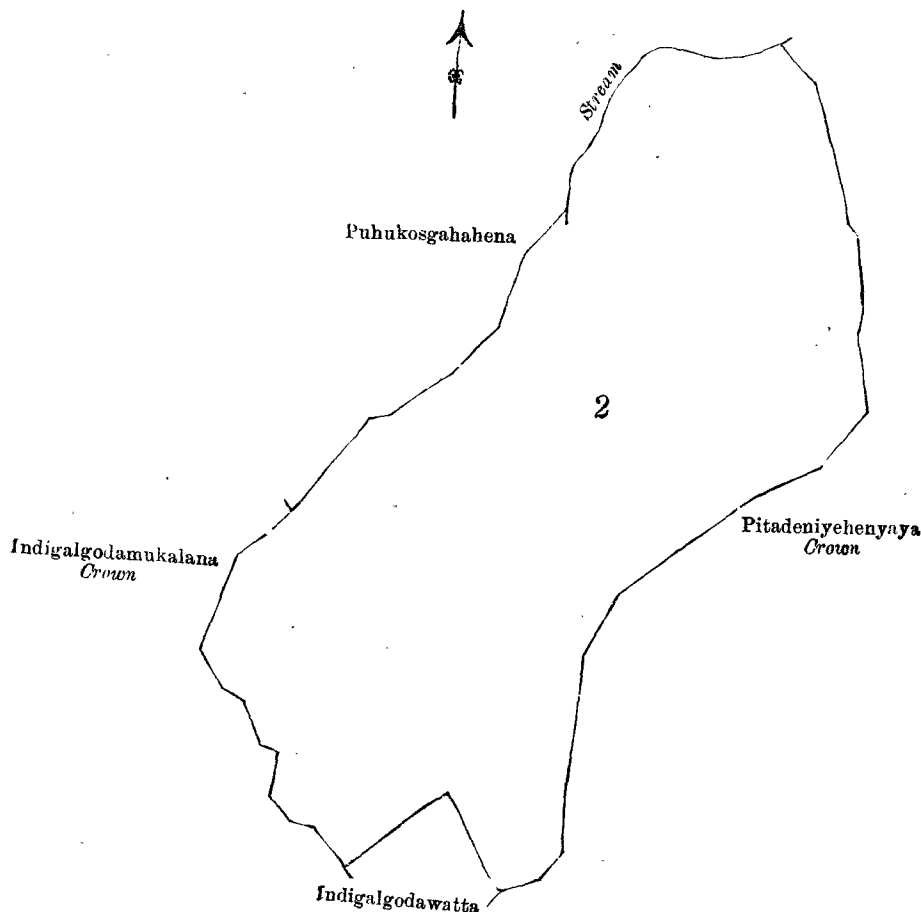 Stream
Puhukosgahahena
2
Pitadeniyehenyaya
Crown
Indigalgodamukalana
Crown
Indigalgodawatta